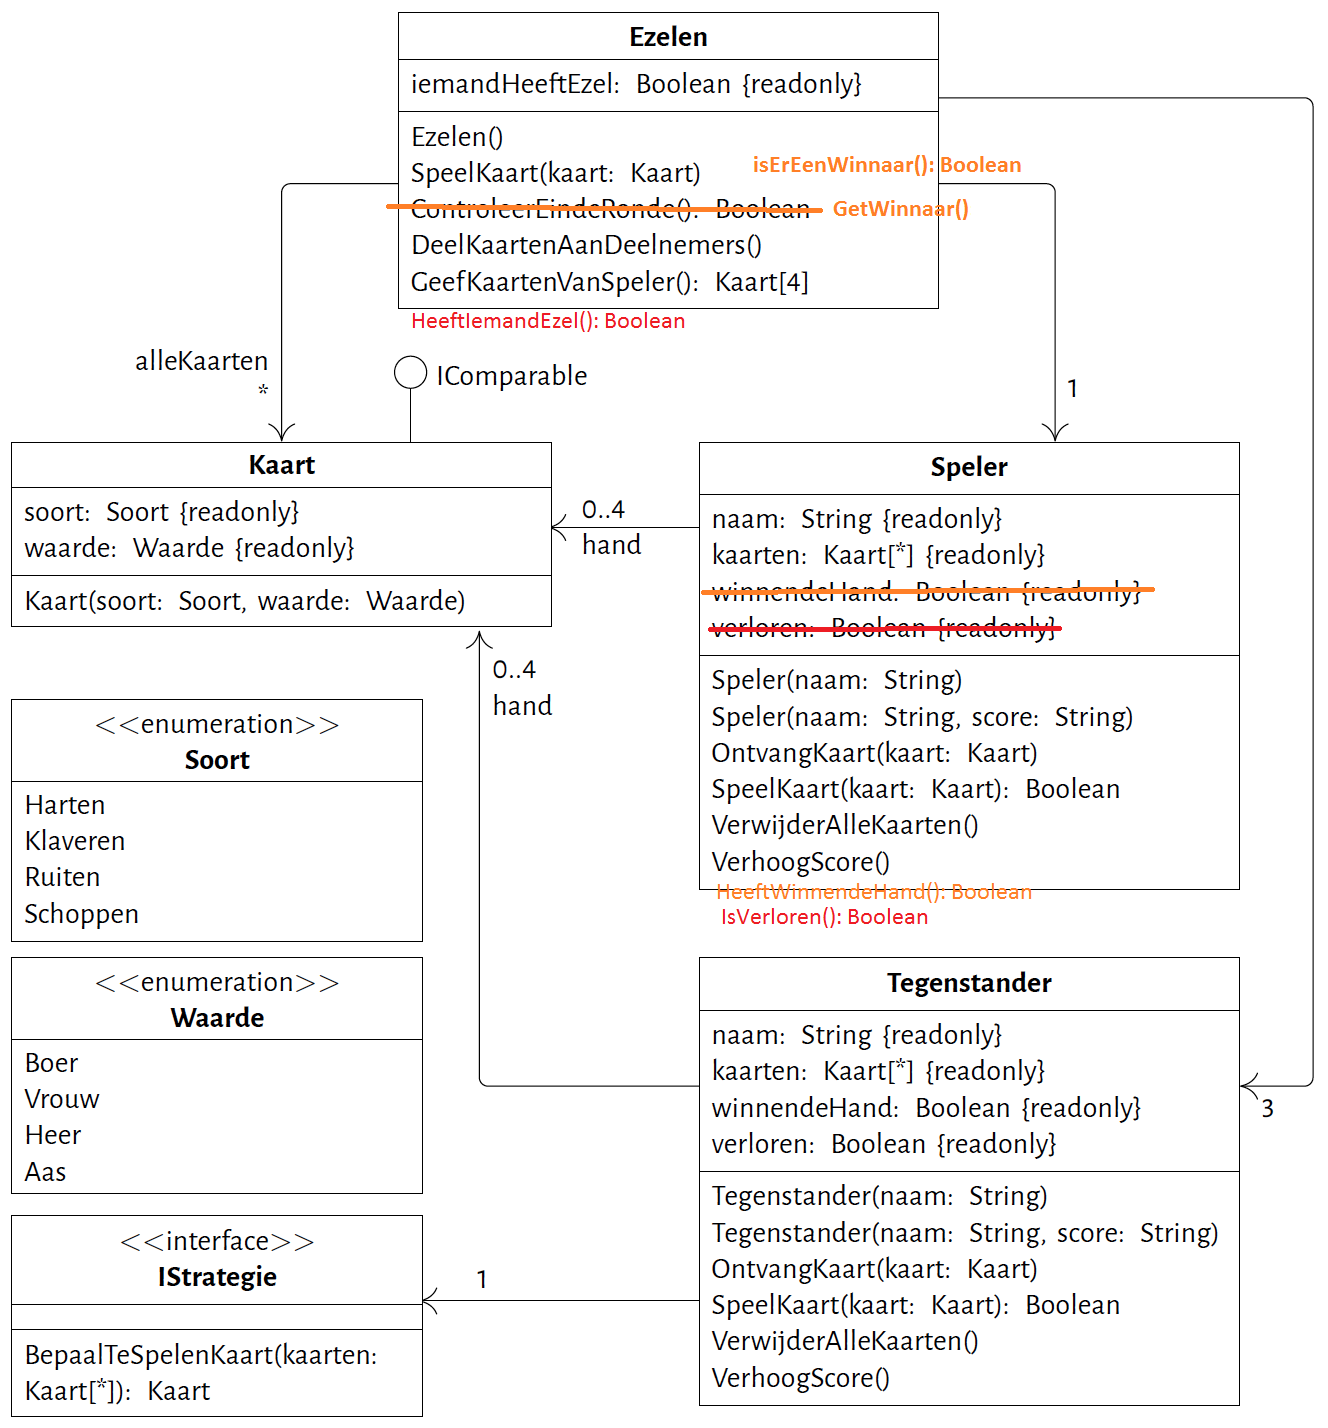 Ezelen
iemandHeeftEzel: Boolean {readonly}
Ezelen()
SpeelKaart(kaart: Kaart)
isErEenWinnaar(): Boolean
ControleerEindeRonde(): Boolean
GetWinnaar()
DeelKaartenAanDeelnemers()
GeefKaartenVanSpeler(): Kaart[4]
HeeftIemandEzel(): Boolean
alleKaarten
*
IComparable
1
Kaart
soort: Soort {readonly}
waarde: Waarde {readonly}
Kaart(soort: Soort, waarde: Waarde)
0..4
hand
Speler
naam: String {readonly}
kaarten: Kaart[*] {readonly}
winnendeHand: Boolean {readonly}
verloren: Boolean {readonly}
Speler(naam: String)
Speler(naam: String, score: String)
OntvangKaart(kaart: Kaart)
SpeelKaart(kaart: Kaart): Boolean
VerwijderAlleKaarten()
VerhoogScore()
HeeftWinnendeHand(): Boolean
IsVerloren(): Boolean
0..4
hand
<<enumeration>>
Soort
Harten
Klaveren
Ruiten
Schoppen
<<enumeration>>
Waarde
Boer
Vrouw
Heer
Aas
Tegenstander
naam: String {readonly}
kaarten: Kaart[*] {readonly}
winnendeHand: Boolean {readonly}
verloren: Boolean {readonly}
Tegenstander(naam: String)
Tegenstander(naam: String, score: String)
OntvangKaart(kaart: Kaart)
SpeelKaart(kaart: Kaart): Boolean
VerwijderAlleKaarten()
VerhoogScore()
3
<<interface>>
IStrategie
BepaalTeSpelenKaart(kaarten:
Kaart[*]): Kaart
1